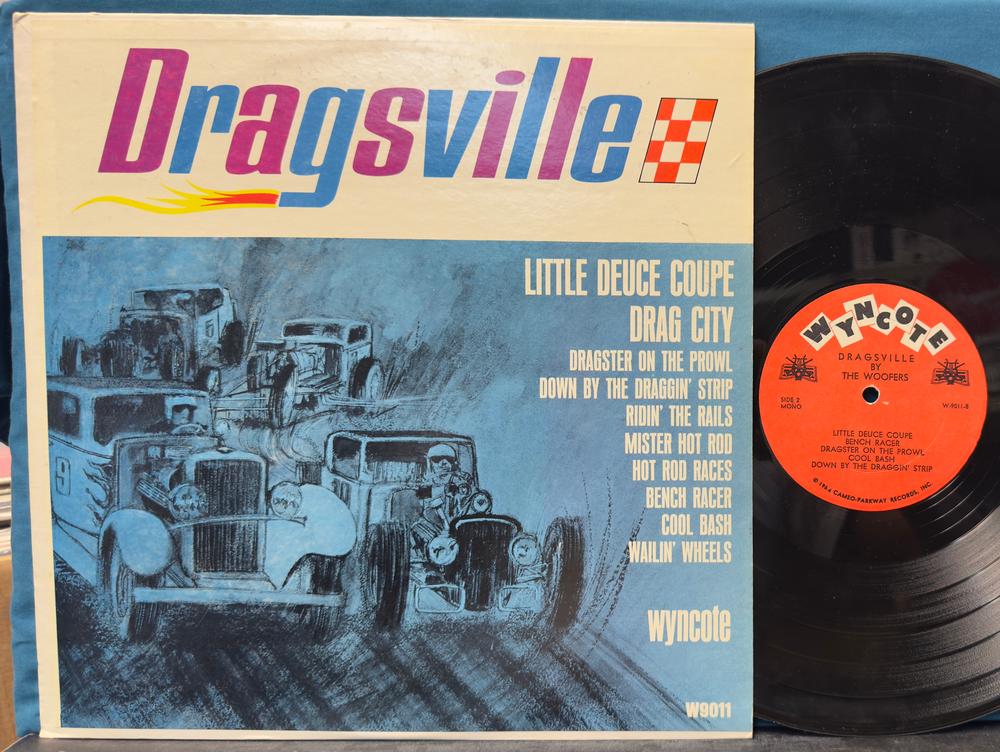 Dragsville
LITTLE DEUCE COUPE
DRAG CITY
DRAGSTER ON THE PROWL
DOWN BY THE DRAGGIN' STRIP
RIDIN' THE RAILS
MISTER HOT ROD
HOT ROD RACES
BENCH RACER
COOL BASH
WAILIN' WHEELS
wyncote
W9011
9
WYNCOTE
DRAGSVILLE
BY
THE WOOFERS
SIDE 2
MONO
W-9011-B
LITTLE DEUCE COUPE
BENCH RACER
DRAGSTER ON THE PROWL
COOL BASH
DOWN BY THE DRAGGIN' STRIP
© 1964 CAMEO-PARKWAY RECORDS, INC.